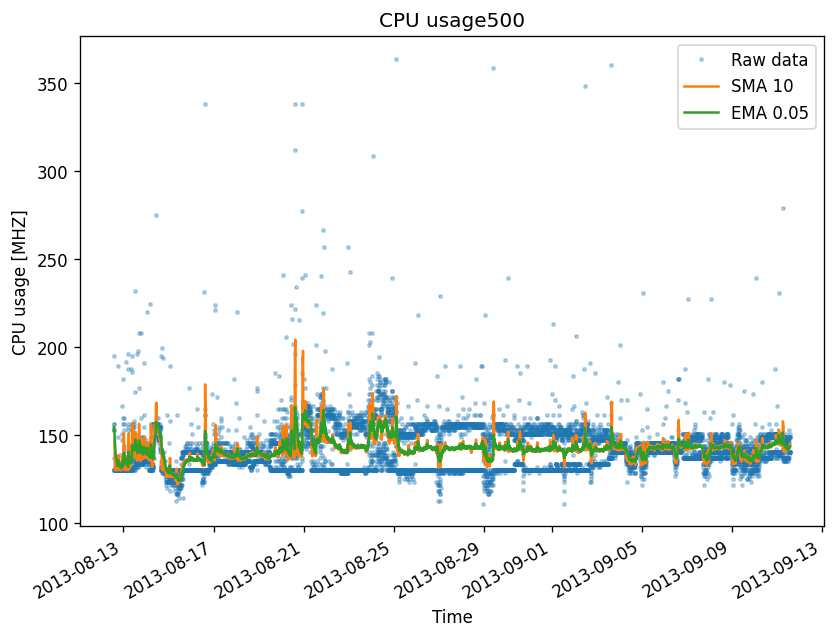 CPU usage500
Raw data
SMA 10
EMA 0.05
CPU usage [MHZ]
350
300
250
200
150
100
2013-08-13
2013-08-17
2013-08-21
2013-08-25
2013-08-29
2013-09-01
2013-09-05
2013-09-09
2013-09-13
Time